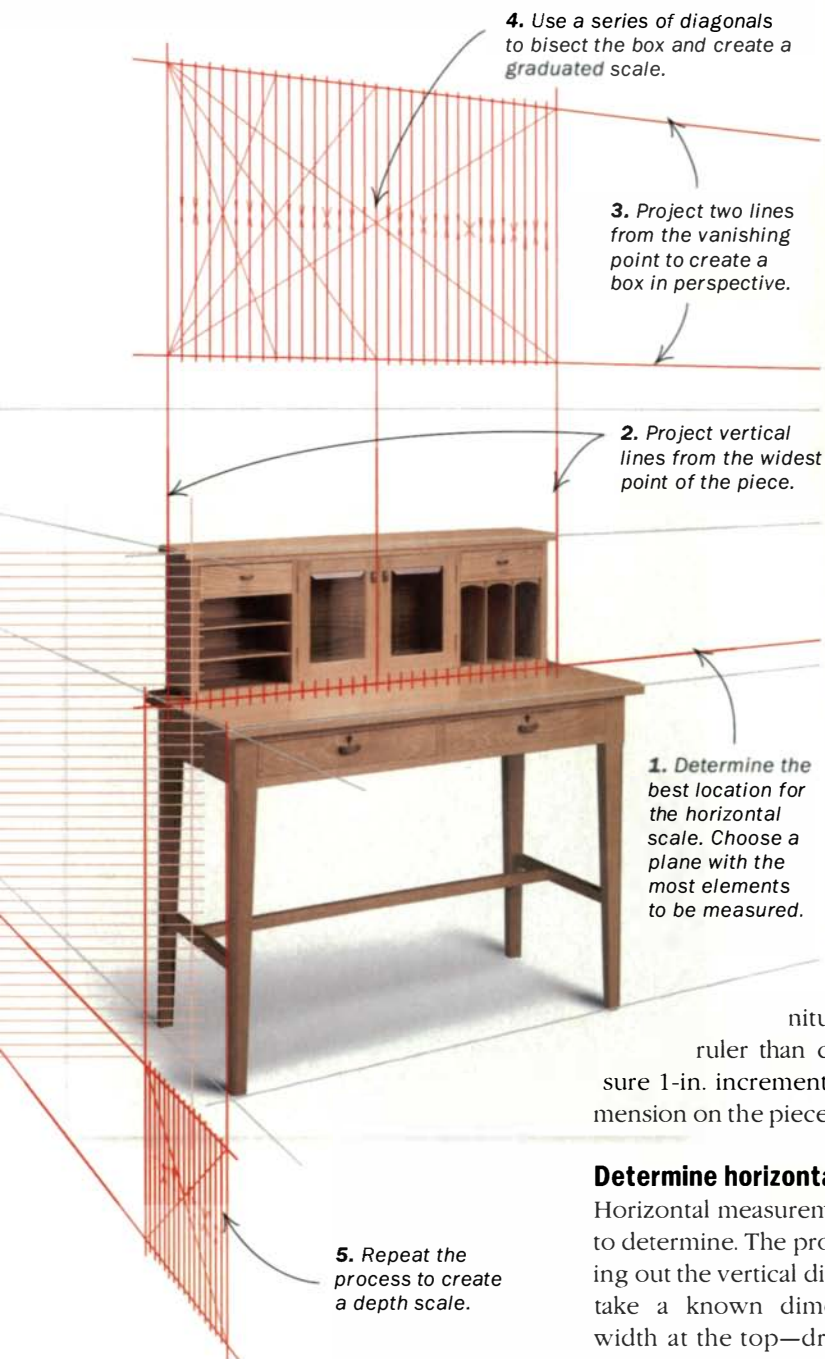 4. Use a series of diagonals
to bisect the box and create a
graduated scale.
3. Project two lines
from the vanishing
point to create a
box in perspective.
2. Project vertical
lines from the widest
point of the piece.
1. Determine the
best location for
the horizontal
scale. Choose a
plane with the
most elements
to be measured.
5. Repeat the
process to create
a depth scale.
nitu
ruler than
sure 1-in. increment
mension on the piece
Determine horizonta
Horizontal measurem
to determine. The pro
ing out the vertical di
take a known dime
width at the top—dr